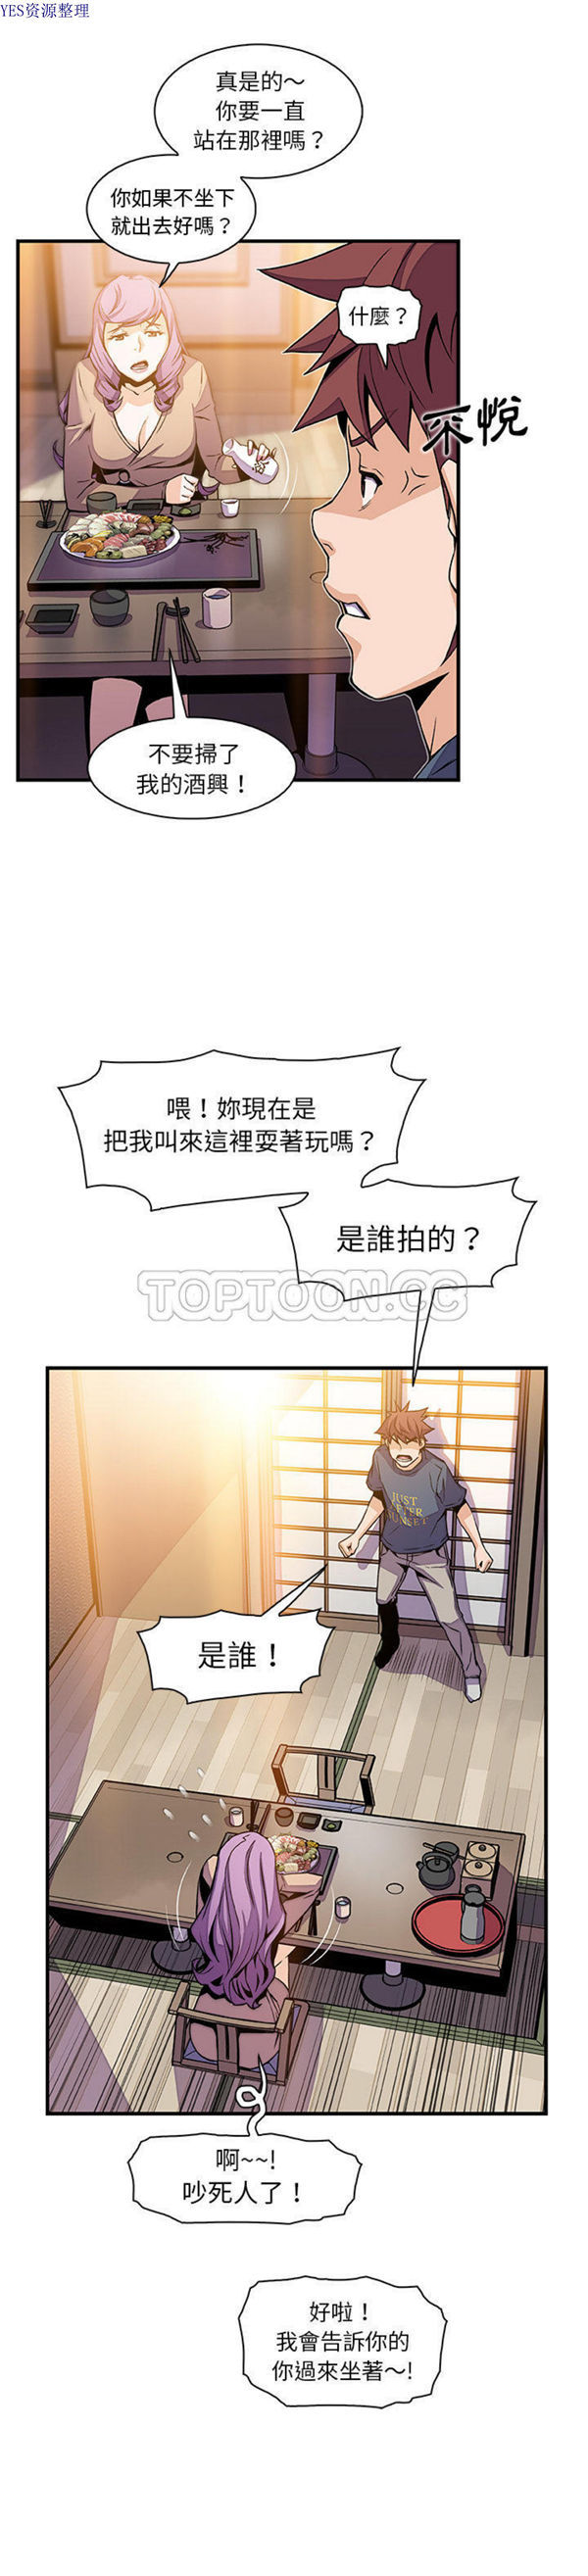 YES资源整理
真是的～
你要一直
站在那裡嗎？
你如果不坐下
就出去好嗎？
什麼？
不悅
不要掃了
我的酒興！
喂！妳現在是
把我叫來這裡耍著玩嗎？
是誰拍的？
TOPTOON.CC
JUST
AFTER
SUNSET
是誰！
啊~~!
吵死人了！
好啦！
我會告訴你的
你過來坐著～!